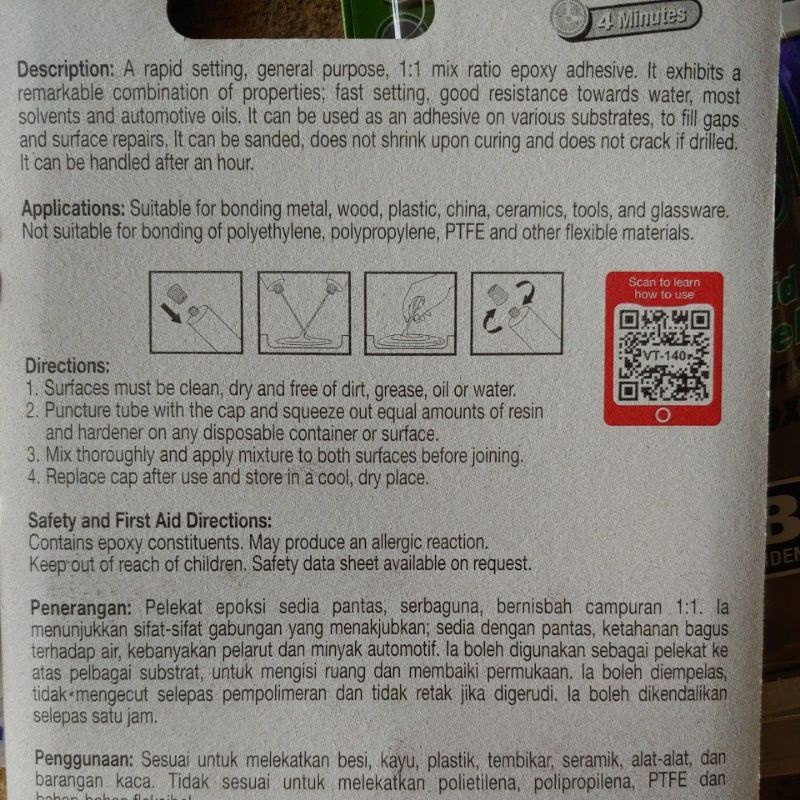 4 Minutes
Description: A rapid setting, general purpose, 1:1 mix ratio epoxy adhesive. It exhibits a
remarkable combination of properties; fast setting, good resistance towards water, most
solvents and automotive oils. It can be used as an adhesive on various substrates, to fill gaps
and surface repairs. It can be sanded, does not shrink upon curing and does not crack if drilled.
It can be handled after an hour.
Applications: Suitable for bonding metal, wood, plastic, china, ceramics, tools, and glassware.
Not suitable for bonding of polyethylene, polypropylene, PTFE and other flexible materials.
Scan to learn
how to use
VT-140
Directions:
1. Surfaces must be clean, dry and free of dirt, grease, oil or water.
2. Puncture tube with the cap and squeeze out equal amounts of resin
and hardener on any disposable container or surface.
3. Mix thoroughly and apply mixture to both surfaces before joining.
4. Replace cap after use and store in a cool, dry place.
Safety and First Aid Directions:
Contains epoxy constituents. May produce an allergic reaction.
Keep out of reach of children. Safety data sheet available on request.
Penerangan: Pelekat epoksi sedia pantas, serbaguna, bernisbah campuran 1:1. Ia
menunjukkan sifat-sifat gabungan yang menakjubkan; sedia dengan pantas, ketahanan bagus
terhadap air, kebanyakan pelarut dan minyak automotif. Ia boleh digunakan sebagai pelekat ke
atas pelbagai substrat, untuk mengisi ruang dan membaiki permukaan. Ia boleh diempelas,
tidak mengecut selepas pempolimeran dan tidak retak jika digerudi. Ia boleh dikendalikan
selepas satu jam.
Penggunaan: Sesuai untuk melekatkan besi, kayu, plastik, tembikar, seramik, alat-alat, dan
barangan kaca. Tidak sesuai untuk melekatkan polietilena, polipropilena, PTFE dan